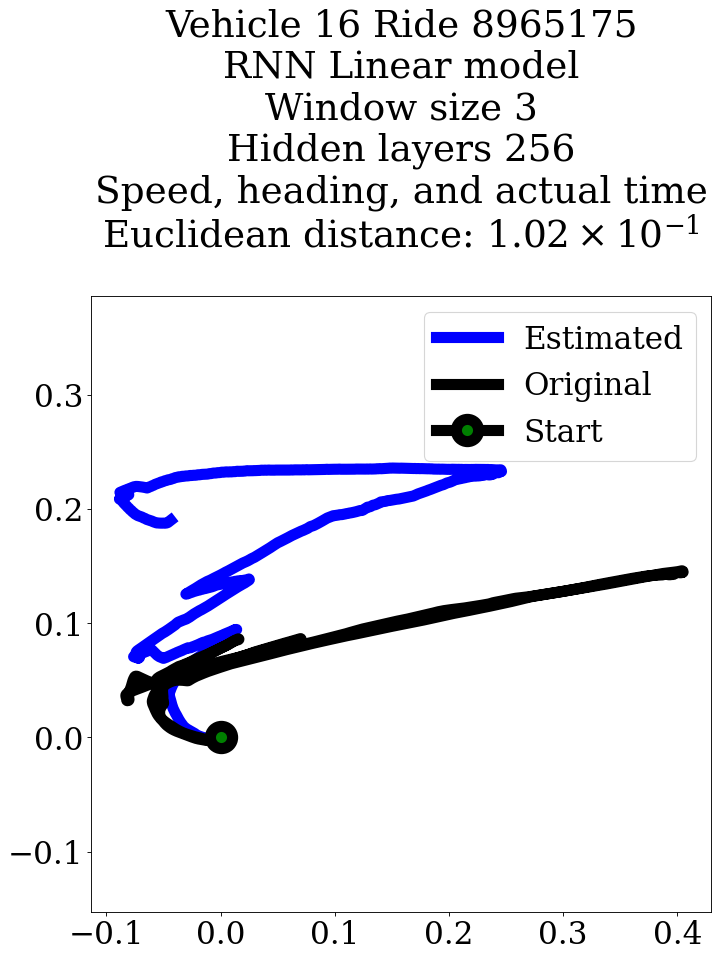 Vehicle 16 Ride 8965175
RNN Linear model
Window size 3
Hidden layers 256
Speed, heading, and actual time
Euclidean distance: 1.02 × 10⁻¹
Estimated
Original
Start
0.3
0.2
0.1
0.0
−0.1
−0.1 0.0 0.1 0.2 0.3 0.4